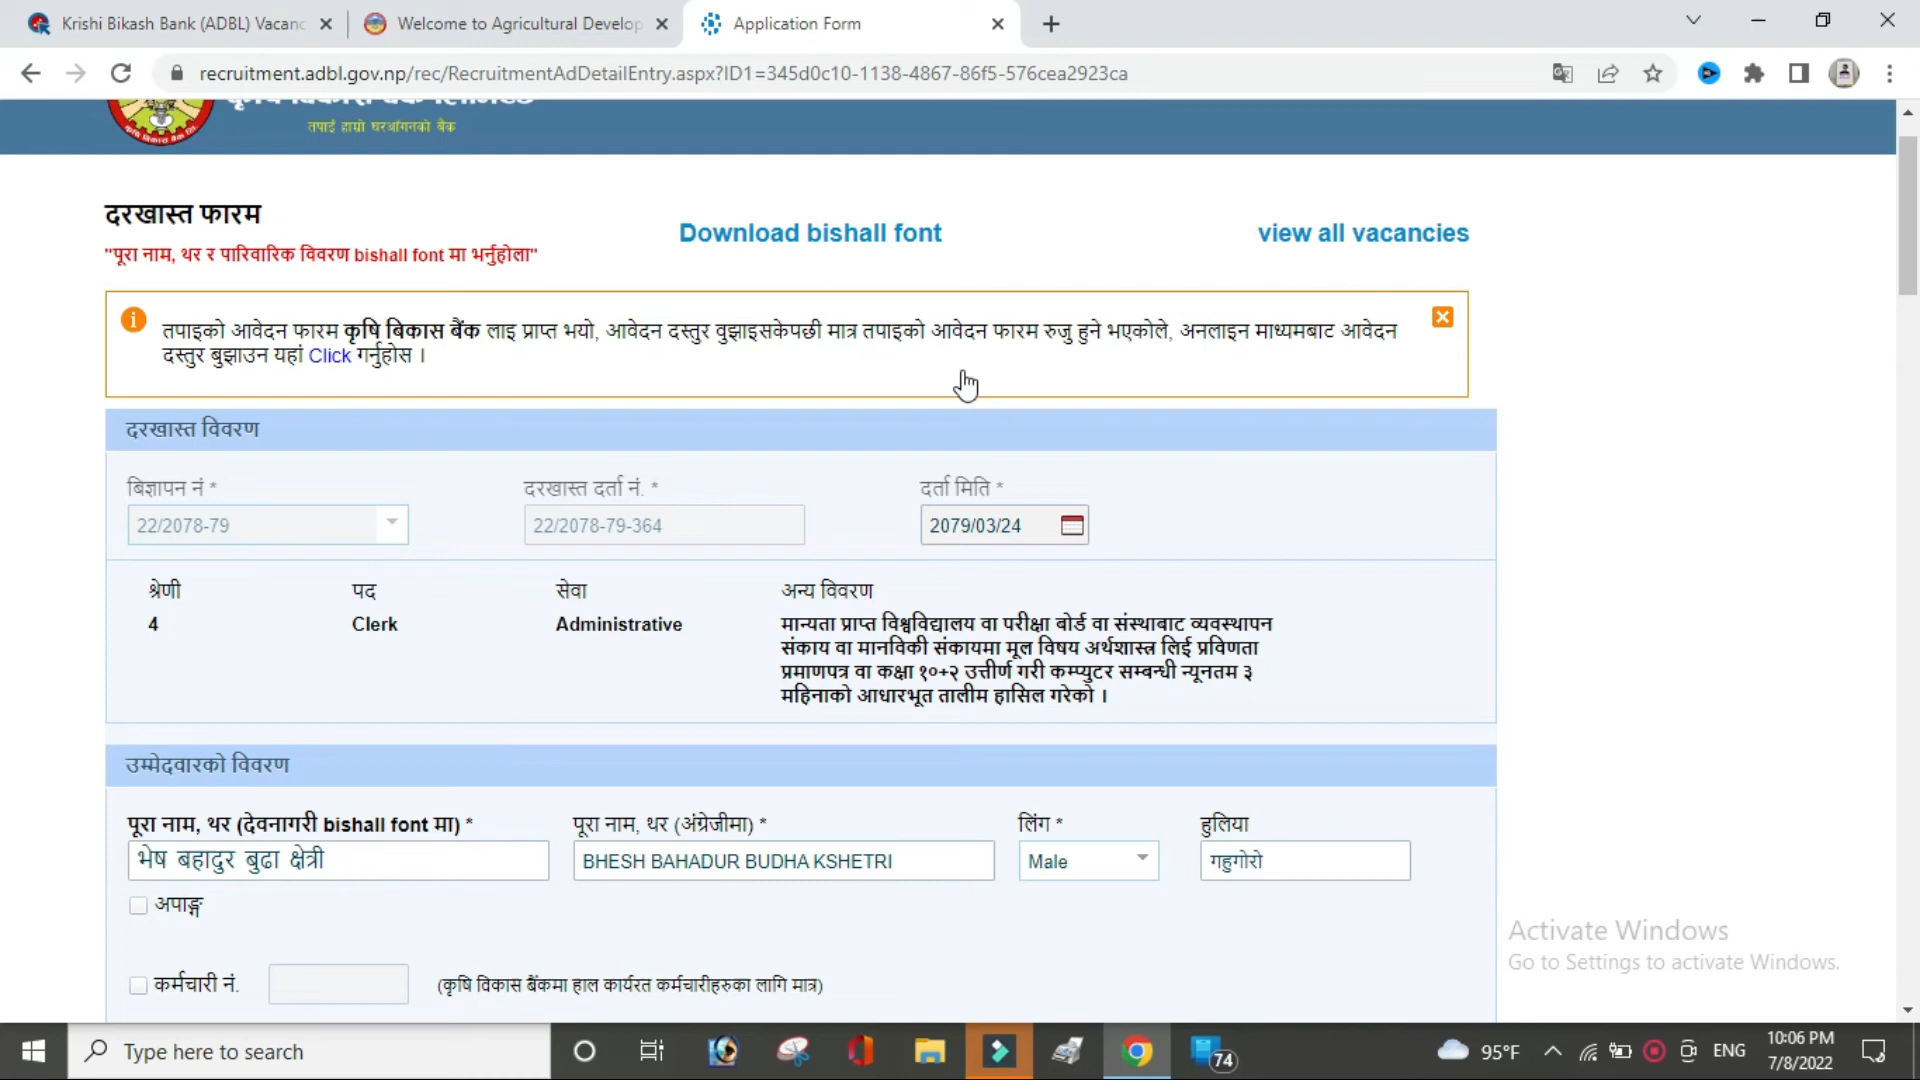 Krishi Bikash Bank (ADBL) Vacanc
Welcome to Agricultural Develop
Application Form
recruitment.adbl.gov.np/rec/RecruitmentAdDetailEntry.aspx?ID1=345d0c10-1138-4867-86f5-576cea2923ca
तपाईं हाम्रो घरआंगनको बैंक
दरखास्त फारम
Download bishall font
view all vacancies
"पूरा नाम, थर र पारिवारिक विवरण bishall font मा भर्नुहोला"
तपाइको आवेदन फारम कृषि बिकास बैंक लाइ प्राप्त भयो, आवेदन दस्तुर वुझाइसकेपछी मात्र तपाइको आवेदन फारम रुजु हुने भएकोले, अनलाइन माध्यमबाट आवेदन
दस्तुर बुझाउन यहां Click गर्नुहोस ।
दरखास्त विवरण
बिज्ञापन नं *
दरखास्त दर्ता नं. *
दर्ता मिति *
22/2078-79
22/2078-79-364
2079/03/24
श्रेणी
पद
सेवा
अन्य विवरण
4
Clerk
Administrative
मान्यता प्राप्त विश्वविद्यालय वा परीक्षा बोर्ड वा संस्थाबाट व्यवस्थापन
संकाय वा मानविकी संकायमा मूल विषय अर्थशास्त्र लिई प्रविणता
प्रमाणपत्र वा कक्षा १०+२ उत्तीर्ण गरी कम्प्युटर सम्बन्धी न्यूनतम ३
महिनाको आधारभूत तालीम हासिल गरेको ।
उम्मेदवारको विवरण
पूरा नाम, थर (देवनागरी bishall font मा) *
पूरा नाम, थर (अंग्रेजीमा) *
लिंग *
हुलिया
भेष बहादुर बुढा क्षेत्री
BHESH BAHADUR BUDHA KSHETRI
Male
गहुगोरो
अपाङ्ग
कर्मचारी नं.
(कृषि विकास बैंकमा हाल कार्यरत कर्मचारीहरुका लागि मात्र)
Activate Windows
Go to Settings to activate Windows.
Type here to search
74
95°F
ENG
10:06 PM
7/8/2022